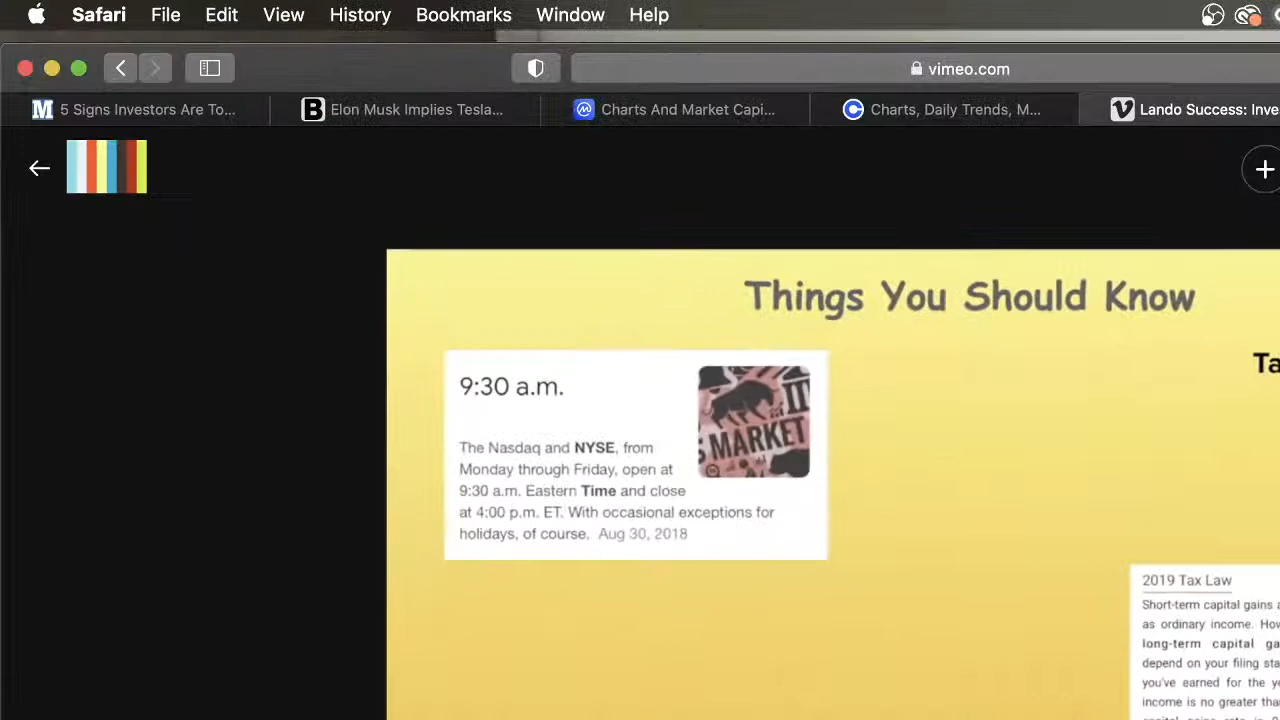 Safari File Edit View History Bookmarks Window Help
vimeo.com
5 Signs Investors Are To... Elon Musk Implies Tesla... Charts And Market Capi... Charts, Daily Trends, M... Lando Success: Inve
Things You Should Know
9:30 a.m.
MARKET
The Nasdaq and NYSE, from
Monday through Friday, open at
9:30 a.m. Eastern Time and close
at 4:00 p.m. ET. With occasional exceptions for
holidays, of course. Aug 30, 2018
Ta
2019 Tax Law
Short-term capital gains a
as ordinary income. How
long-term capital ga
depend on your filing sta
you've earned for the ye
income is no greater tha